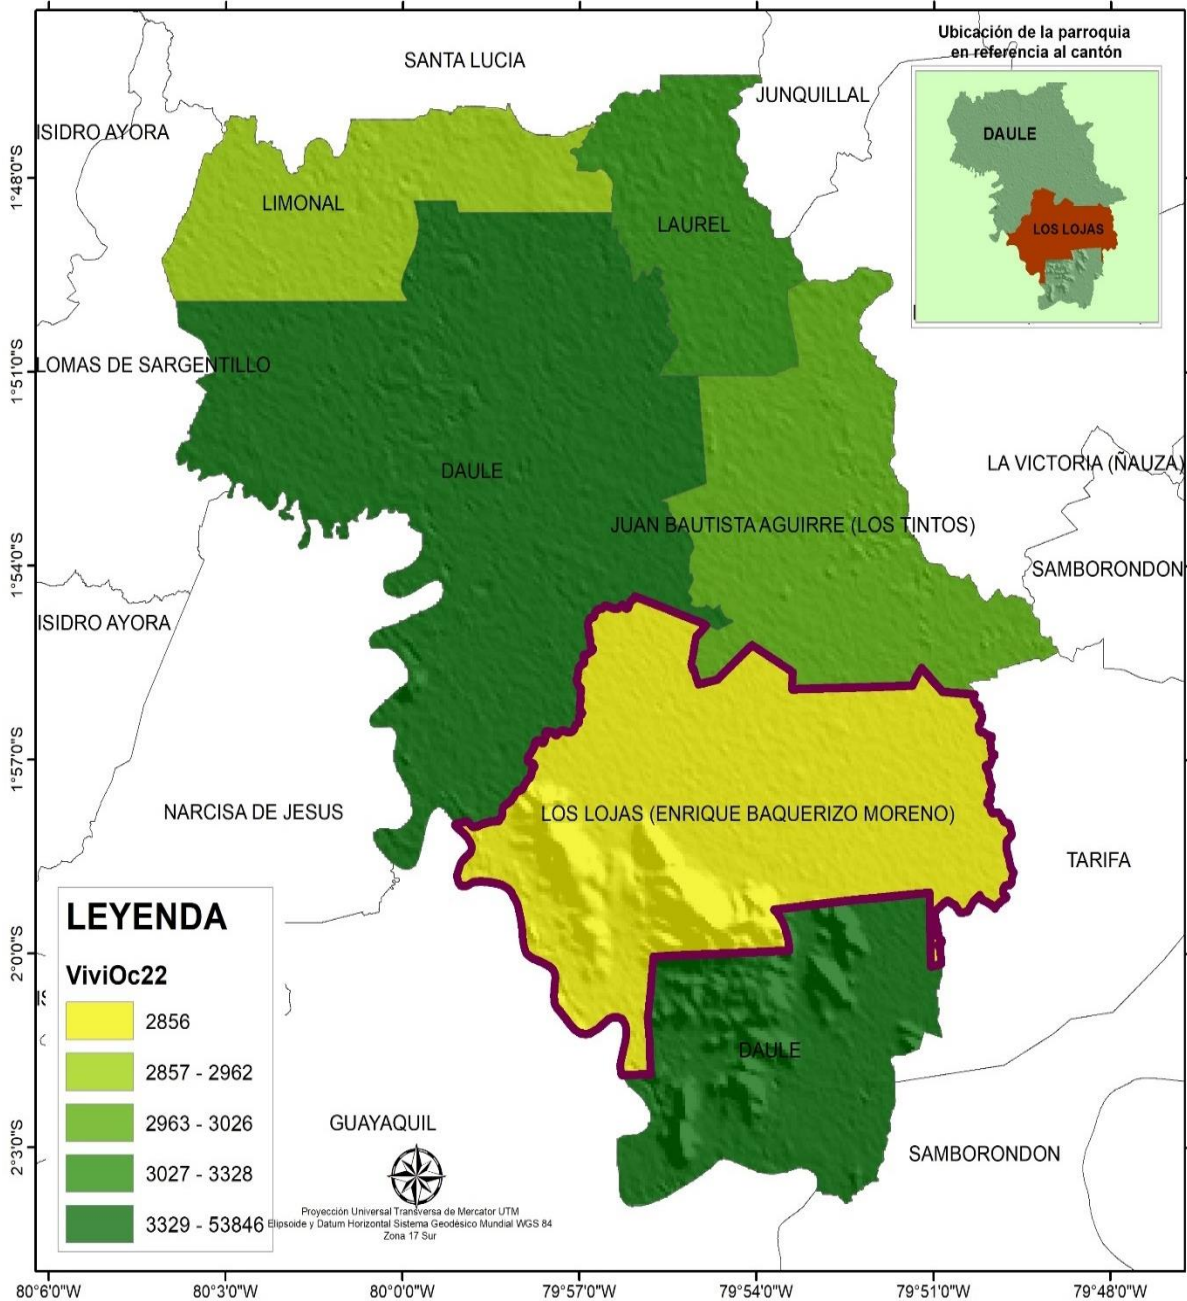 Ubicación de la parroquia
en referencia al cantón
DAULE
LOS LOJAS
SANTA LUCIA
JUNQUILLAL
ISIDRO AYORA
LIMONAL
LAUREL
LOMAS DE SARGENTILLO
DAULE
LA VICTORIA (ÑAUZA)
JUAN BAUTISTA AGUIRRE (LOS TINTOS)
SAMBORONDON
ISIDRO AYORA
NARCISA DE JESUS
LOS LOJAS (ENRIQUE BAQUERIZO MORENO)
TARIFA
DAULE
GUAYAQUIL
SAMBORONDON
LEYENDA
ViviOc22
2856
2857 - 2962
2963 - 3026
3027 - 3328
3329 - 53846
Proyección Universal Transversa de Mercator UTM
Elipsoide y Datum Horizontal Sistema Geodésico Mundial WGS 84
Zona 17 Sur
1°48'0"S
1°51'0"S
1°54'0"S
1°57'0"S
2°0'0"S
2°3'0"S
80°6'0"W
80°3'0"W
80°0'0"W
79°57'0"W
79°54'0"W
79°51'0"W
79°48'0"W